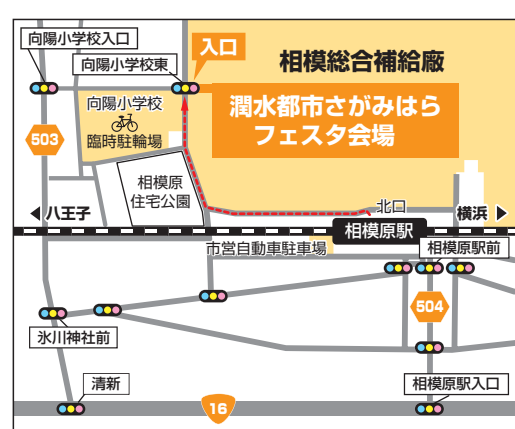 向陽小学校入口
向陽小学校東
入口
相模総合補給廠
潤水都市さがみはら
フェスタ会場
向陽小学校
臨時駐輪場
503
相模原
住宅公園
北口
八王子
横浜
相模原駅
市営自動車駐車場
相模原駅前
504
氷川神社前
清新
相模原駅入口
16